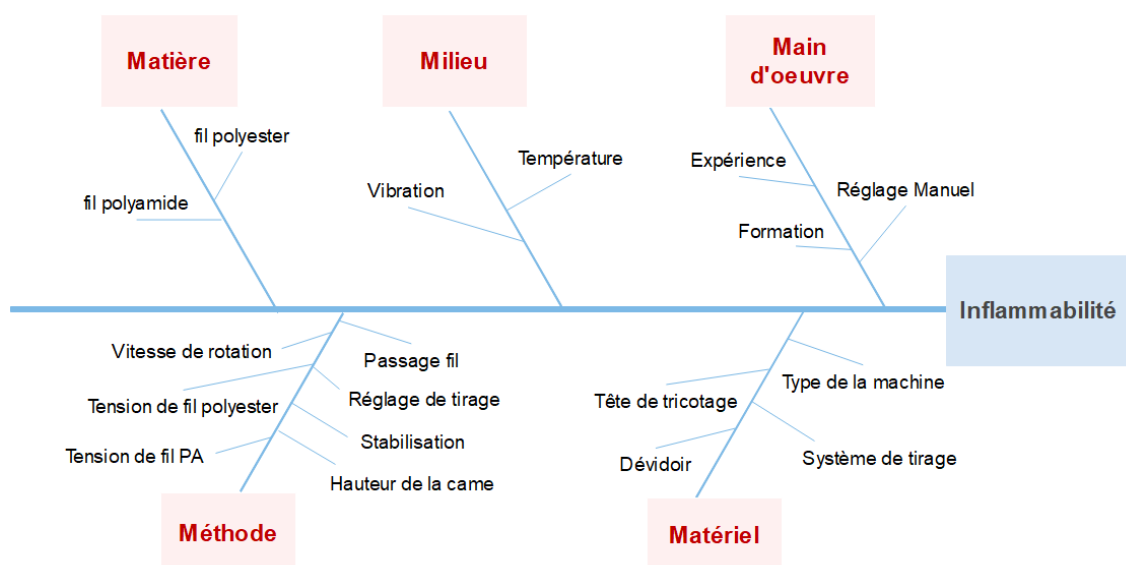 Matière
Milieu
Main
d'oeuvre
fil polyester
fil polyamide
Température
Vibration
Expérience
Réglage Manuel
Formation
Inflammabilité
Vitesse de rotation
Passage fil
Tension de fil polyester
Réglage de tirage
Stabilisation
Tension de fil PA
Hauteur de la came
Type de la machine
Tête de tricotage
Système de tirage
Dévidoir
Méthode
Matériel